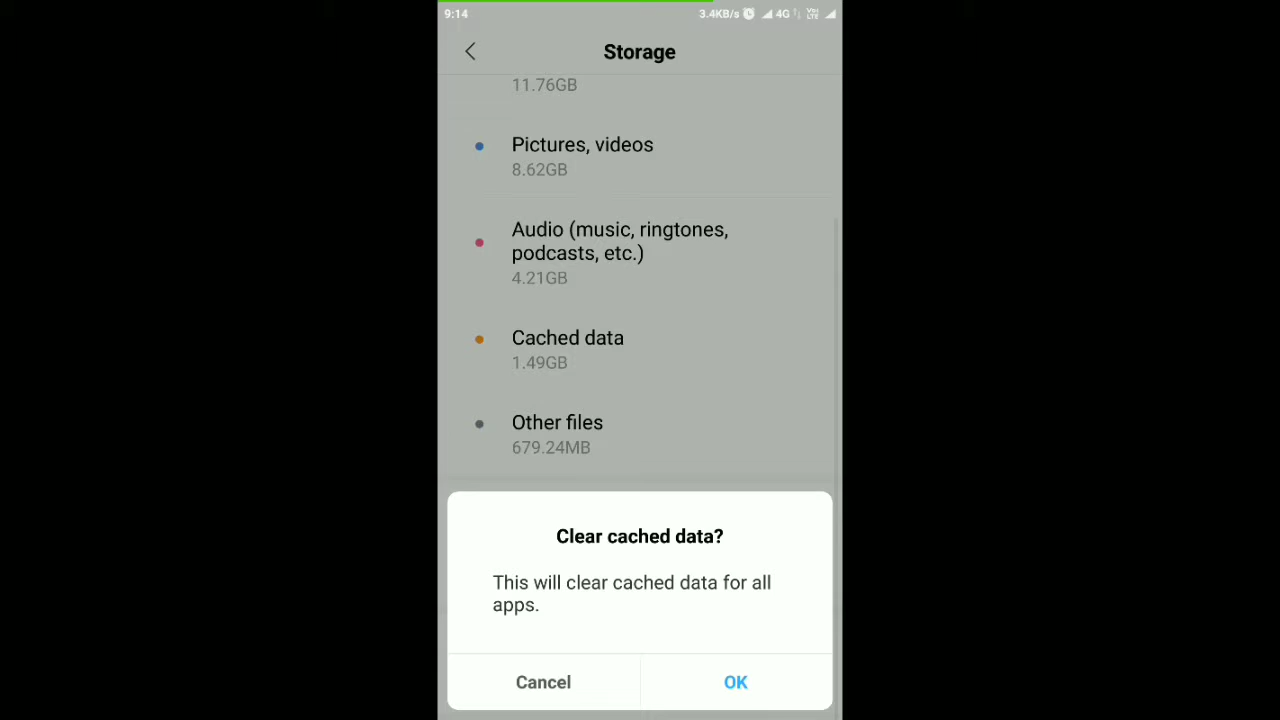 9:14
3.4KB/s 4G Vo LTE
Storage
11.76GB
Pictures, videos
8.62GB
Audio (music, ringtones,
podcasts, etc.)
4.21GB
Cached data
1.49GB
Other files
679.24MB
Clear cached data?
This will clear cached data for all
apps.
Cancel
OK